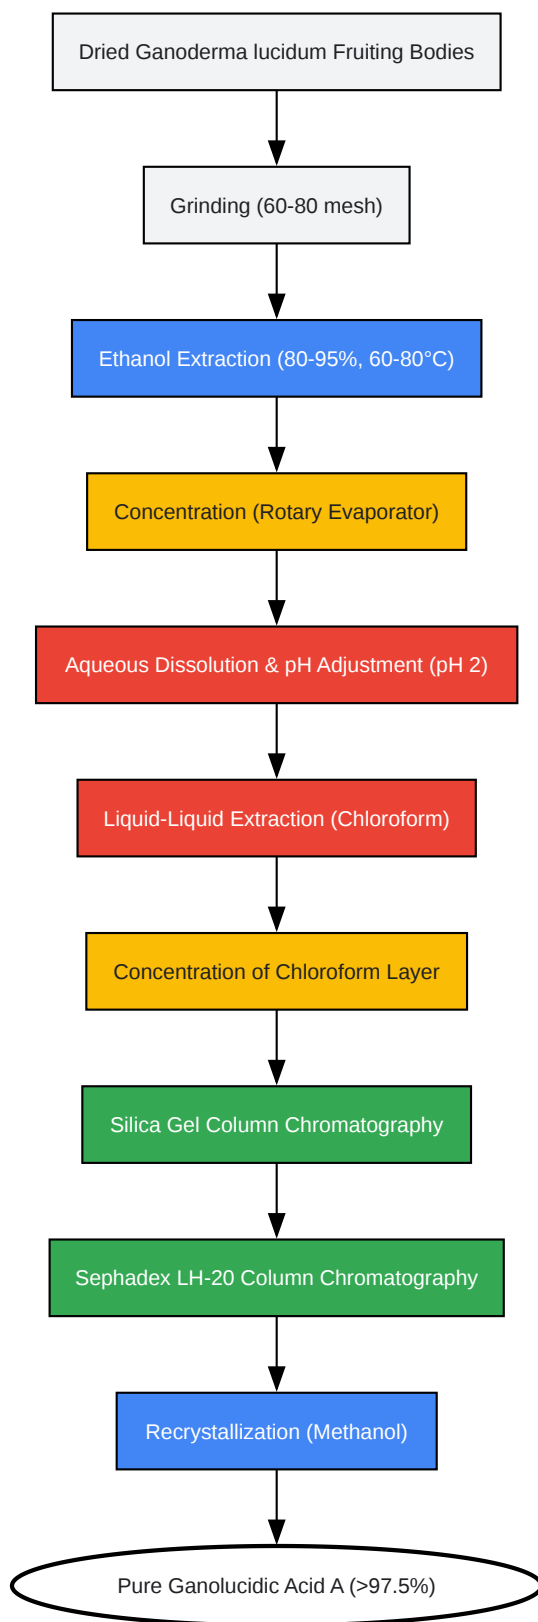 Dried Ganoderma lucidum Fruiting Bodies
Grinding (60-80 mesh)
Ethanol Extraction (80-95%, 60-80°C)
Concentration (Rotary Evaporator)
Aqueous Dissolution & pH Adjustment (pH 2)
Liquid-Liquid Extraction (Chloroform)
Concentration of Chloroform Layer
Silica Gel Column Chromatography
Sephadex LH-20 Column Chromatography
Recrystallization (Methanol)
Pure Ganolucidic Acid A (>97.5%)